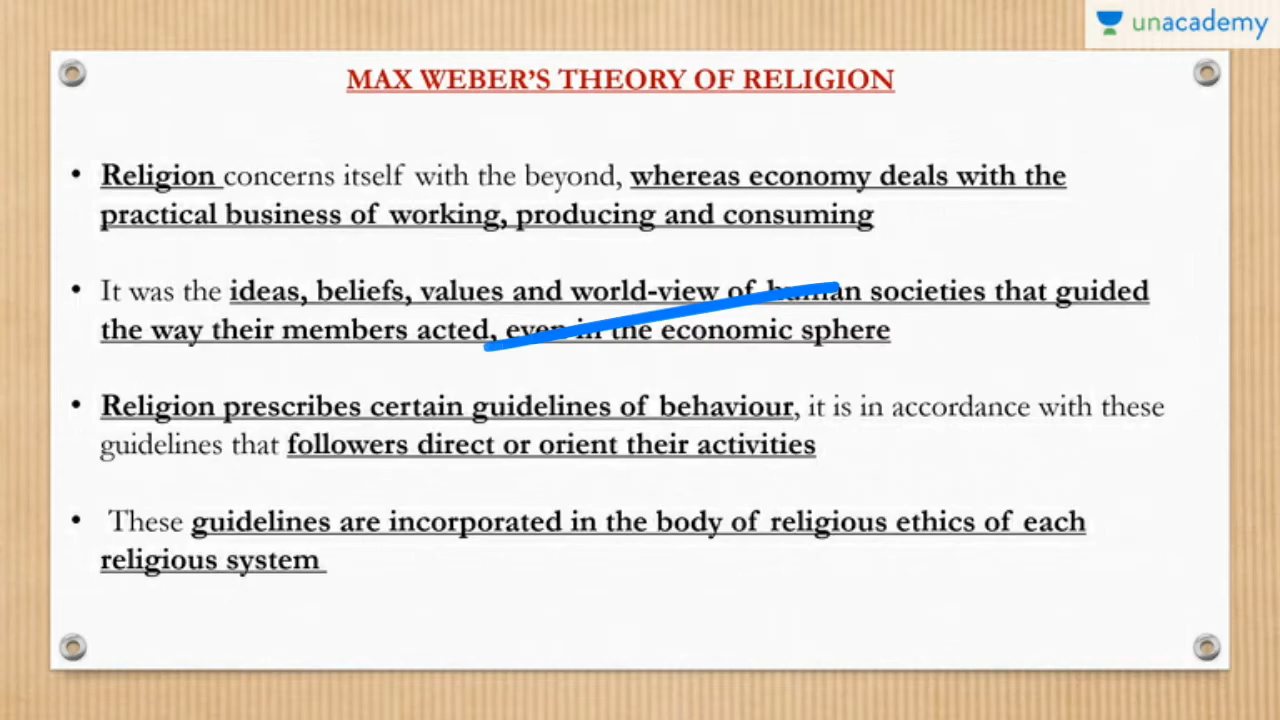 unacademy
MAX WEBER'S THEORY OF RELIGION
• Religion concerns itself with the beyond, whereas economy deals with the
practical business of working, producing and consuming
• It was the ideas, beliefs, values and world-view of human societies that guided
the way their members acted, even in the economic sphere
• Religion prescribes certain guidelines of behaviour, it is in accordance with these
guidelines that followers direct or orient their activities
• These guidelines are incorporated in the body of religious ethics of each
religious system